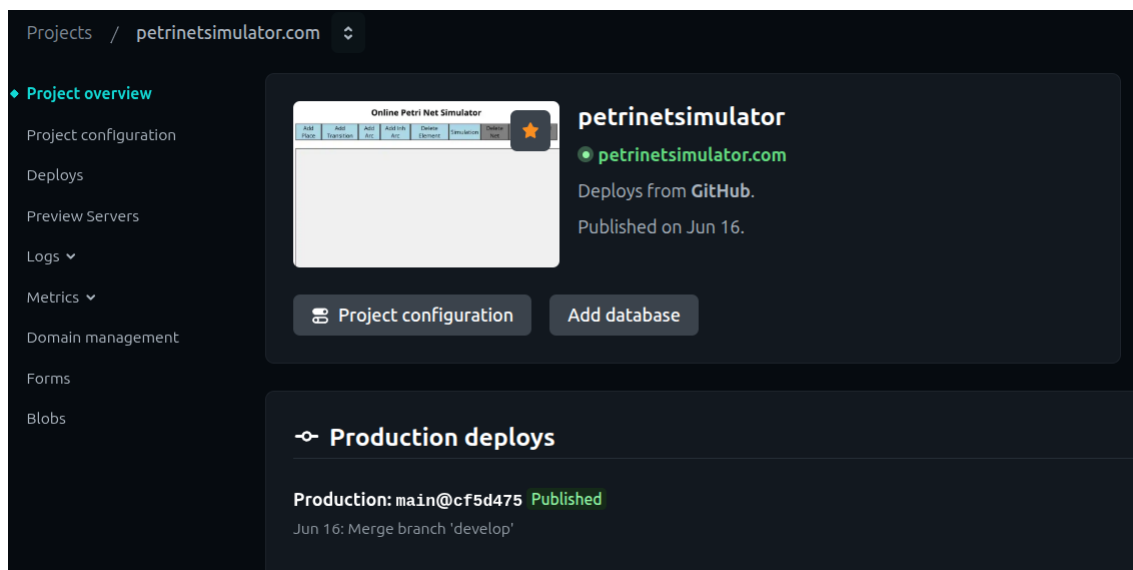 Projects / petrinetsimulator.com
Project overview
Project configuration
Deploys
Preview Servers
Logs
Metrics
Domain management
Forms
Blobs
Online Petri Net Simulator
Add Place
Add Transition
Add Arc
Add Inh Arc
Delete Element
Simulation
Delete Net
petrinetsimulator
petrinetsimulator.com
Deploys from GitHub.
Published on Jun 16.
Project configuration
Add database
Production deploys
Production: main@cf5d475 Published
Jun 16: Merge branch 'develop'